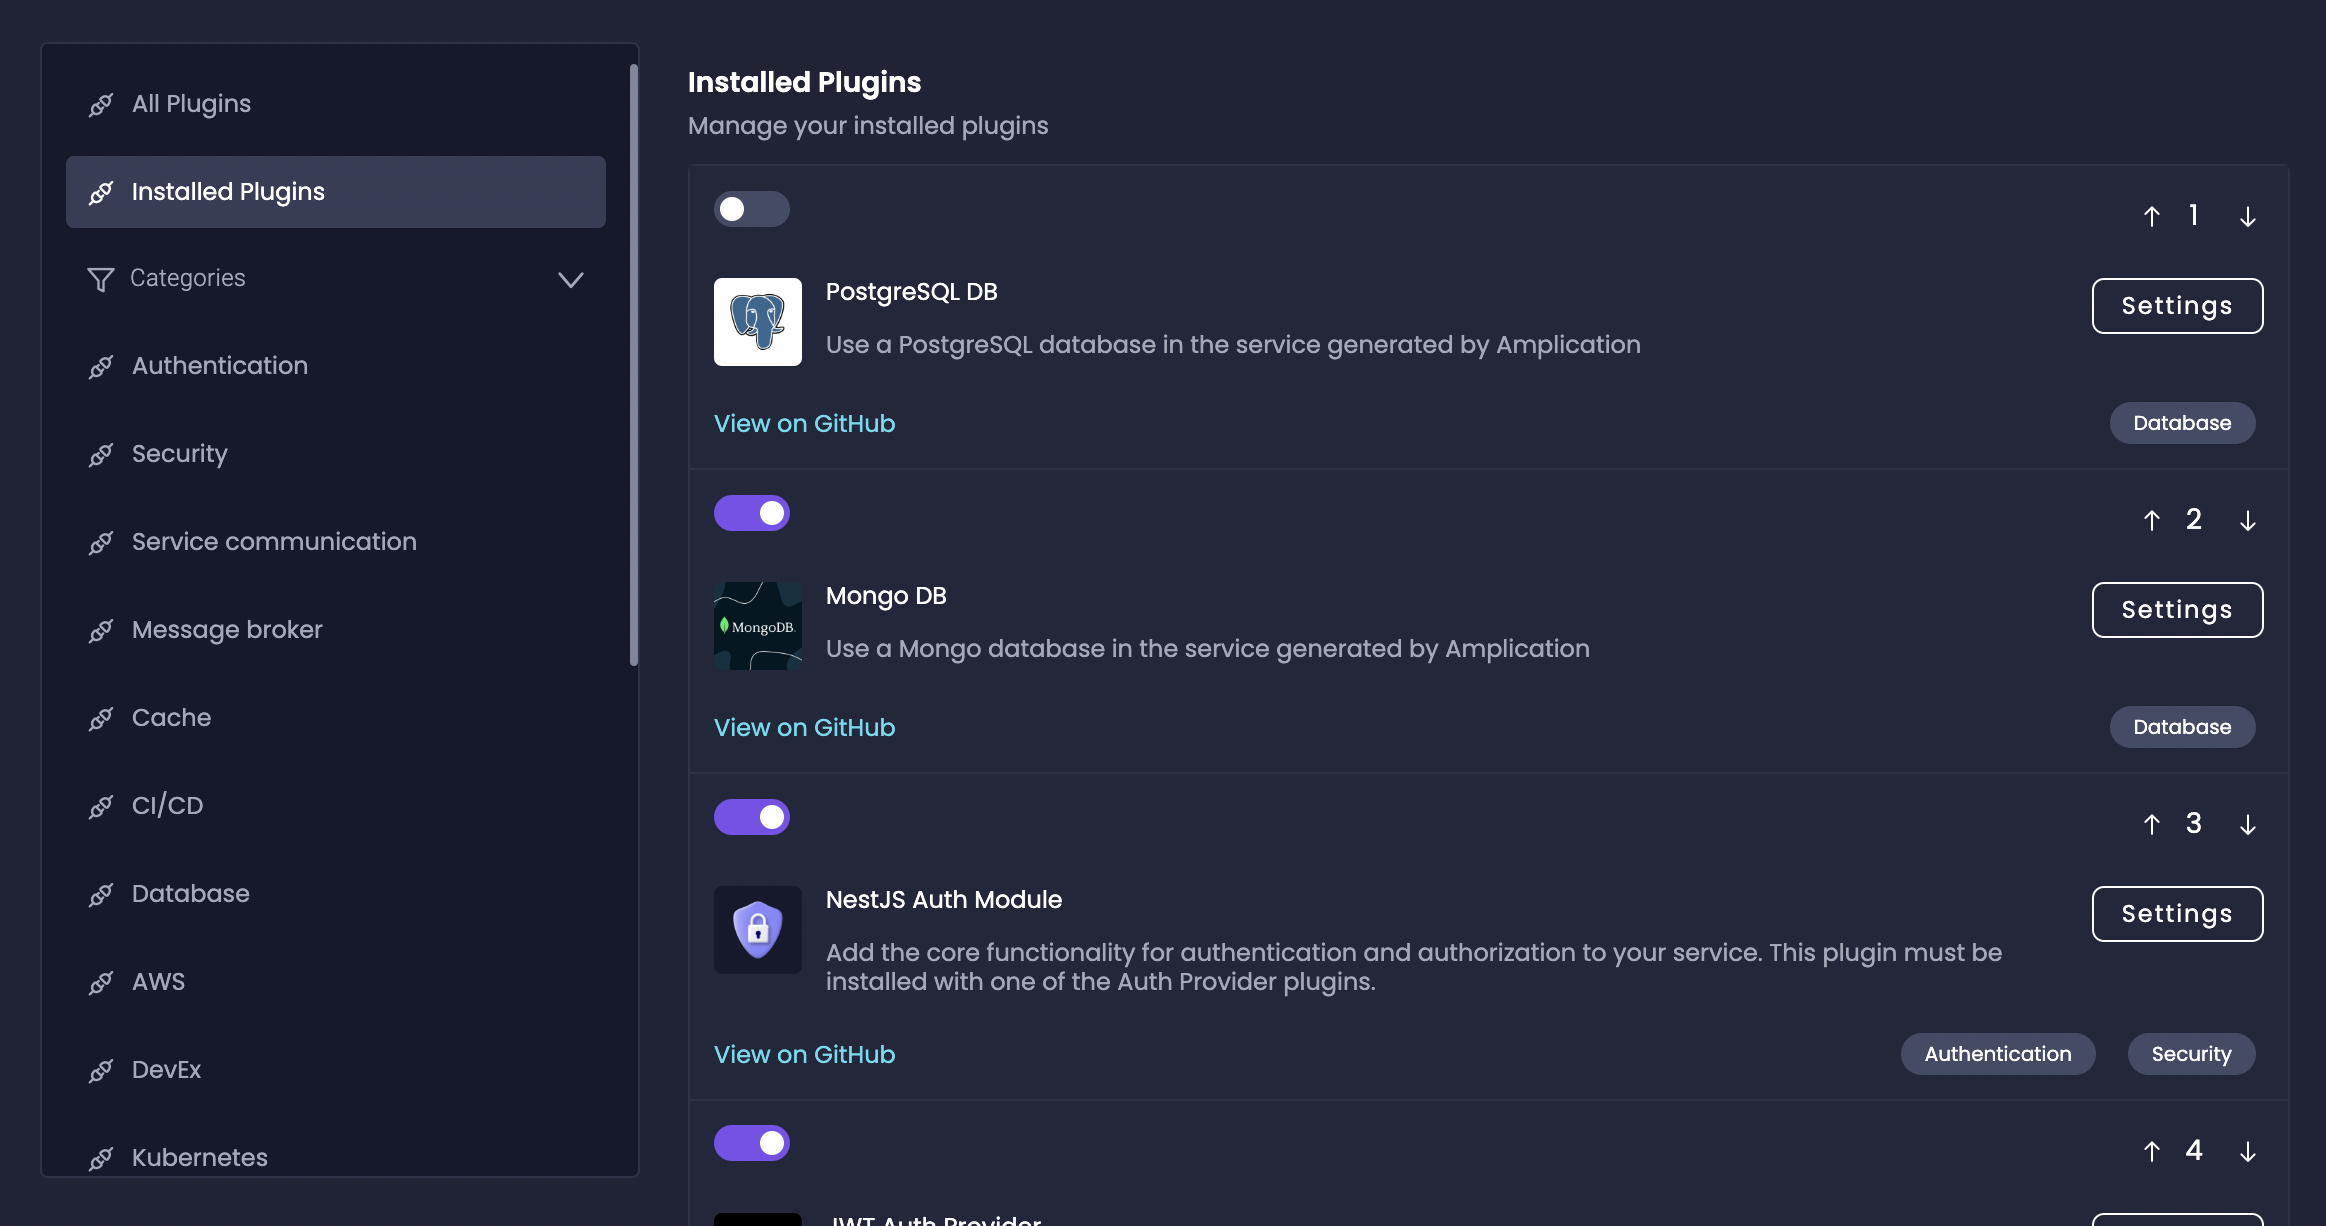 All Plugins
Installed Plugins
Categories
Authentication
Security
Service communication
Message broker
Cache
CI/CD
Database
AWS
DevEx
Kubernetes
Installed Plugins
Manage your installed plugins
1
PostgreSQL DB
Settings
Use a PostgreSQL database in the service generated by Amplication
View on GitHub
Database
2
MongoDB.
Mongo DB
Settings
Use a Mongo database in the service generated by Amplication
View on GitHub
Database
3
NestJS Auth Module
Settings
Add the core functionality for authentication and authorization to your service. This plugin must be
installed with one of the Auth Provider plugins.
View on GitHub
Authentication
Security
4
JWT Auth Provider